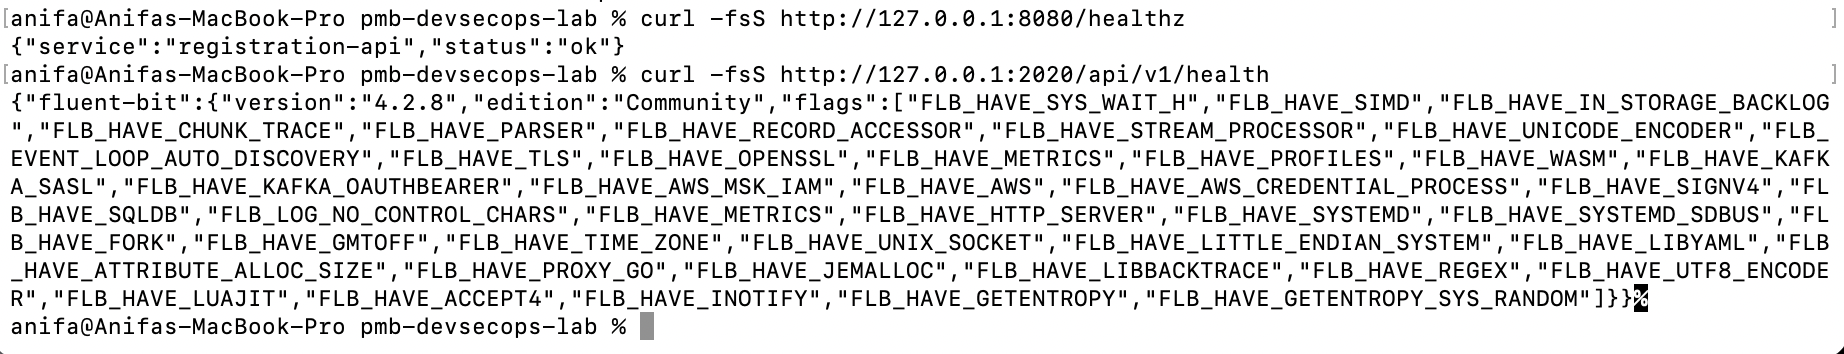 [anifa@Anifas-MacBook-Pro pmb-devsecops-lab % curl -fsS http://127.0.0.1:8080/healthz ]
{"service":"registration-api","status":"ok"}
[anifa@Anifas-MacBook-Pro pmb-devsecops-lab % curl -fsS http://127.0.0.1:2020/api/v1/health ]
{"fluent-bit":{"version":"4.2.8","edition":"Community","flags":["FLB_HAVE_SYS_WAIT_H","FLB_HAVE_SIMD","FLB_HAVE_IN_STORAGE_BACKLOG
","FLB_HAVE_CHUNK_TRACE","FLB_HAVE_PARSER","FLB_HAVE_RECORD_ACCESSOR","FLB_HAVE_STREAM_PROCESSOR","FLB_HAVE_UNICODE_ENCODER","FLB_
EVENT_LOOP_AUTO_DISCOVERY","FLB_HAVE_TLS","FLB_HAVE_OPENSSL","FLB_HAVE_METRICS","FLB_HAVE_PROFILES","FLB_HAVE_WASM","FLB_HAVE_KAFK
A_SASL","FLB_HAVE_KAFKA_OAUTHBEARER","FLB_HAVE_AWS_MSK_IAM","FLB_HAVE_AWS","FLB_HAVE_AWS_CREDENTIAL_PROCESS","FLB_HAVE_SIGNV4","FL
B_HAVE_SQLDB","FLB_LOG_NO_CONTROL_CHARS","FLB_HAVE_METRICS","FLB_HAVE_HTTP_SERVER","FLB_HAVE_SYSTEMD","FLB_HAVE_SYSTEMD_SDBUS","FL
B_HAVE_FORK","FLB_HAVE_GMTOFF","FLB_HAVE_TIME_ZONE","FLB_HAVE_UNIX_SOCKET","FLB_HAVE_LITTLE_ENDIAN_SYSTEM","FLB_HAVE_LIBYAML","FLB
_HAVE_ATTRIBUTE_ALLOC_SIZE","FLB_HAVE_PROXY_GO","FLB_HAVE_JEMALLOC","FLB_HAVE_LIBBACKTRACE","FLB_HAVE_REGEX","FLB_HAVE_UTF8_ENCODE
R","FLB_HAVE_LUAJIT","FLB_HAVE_ACCEPT4","FLB_HAVE_INOTIFY","FLB_HAVE_GETENTROPY","FLB_HAVE_GETENTROPY_SYS_RANDOM"]}}%
anifa@Anifas-MacBook-Pro pmb-devsecops-lab %